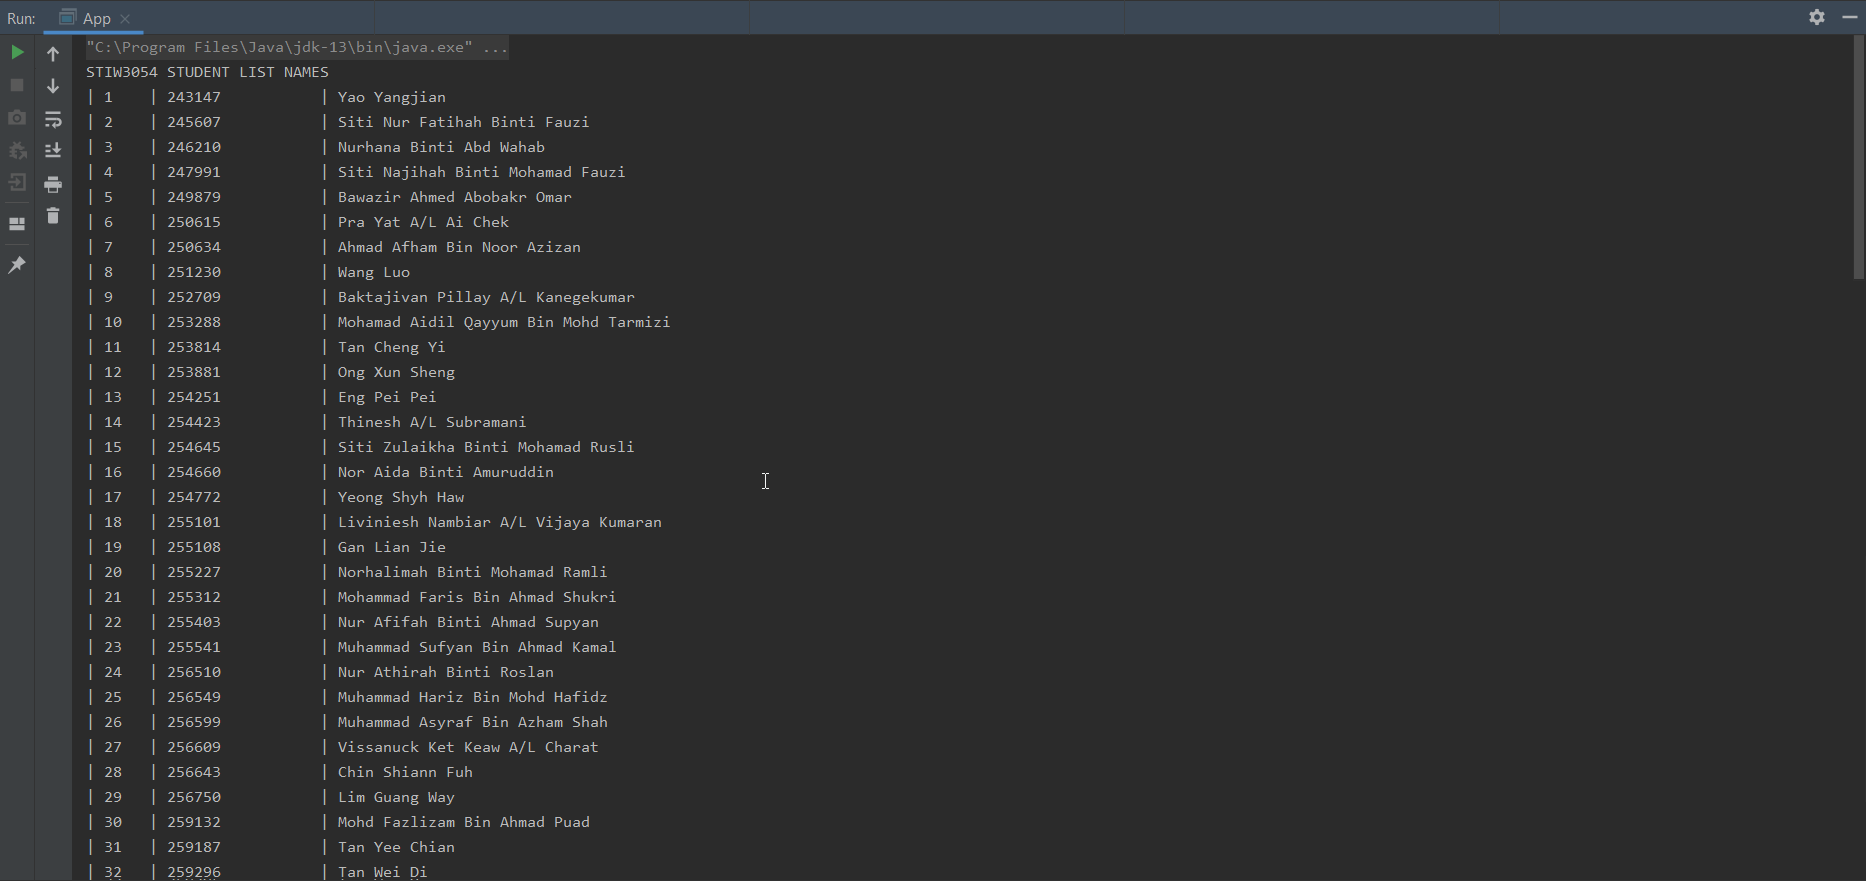 Run: App
"C:\Program Files\Java\jdk-13\bin\java.exe" ...
STIW3054 STUDENT LIST NAMES
| 1 | 243147 | Yao Yangjian
| 2 | 245607 | Siti Nur Fatihah Binti Fauzi
| 3 | 246210 | Nurhana Binti Abd Wahab
| 4 | 247991 | Siti Najihah Binti Mohamad Fauzi
| 5 | 249879 | Bawazir Ahmed Abobakr Omar
| 6 | 250615 | Pra Yat A/L Ai Chek
| 7 | 250634 | Ahmad Afham Bin Noor Azizan
| 8 | 251230 | Wang Luo
| 9 | 252709 | Baktajivan Pillay A/L Kanegekumar
| 10 | 253288 | Mohamad Aidil Qayyum Bin Mohd Tarmizi
| 11 | 253814 | Tan Cheng Yi
| 12 | 253881 | Ong Xun Sheng
| 13 | 254251 | Eng Pei Pei
| 14 | 254423 | Thinesh A/L Subramani
| 15 | 254645 | Siti Zulaikha Binti Mohamad Rusli
| 16 | 254660 | Nor Aida Binti Amuruddin
| 17 | 254772 | Yeong Shyh Haw
| 18 | 255101 | Liviniesh Nambiar A/L Vijaya Kumaran
| 19 | 255108 | Gan Lian Jie
| 20 | 255227 | Norhalimah Binti Mohamad Ramli
| 21 | 255312 | Mohammad Faris Bin Ahmad Shukri
| 22 | 255403 | Nur Afifah Binti Ahmad Supyan
| 23 | 255541 | Muhammad Sufyan Bin Ahmad Kamal
| 24 | 256510 | Nur Athirah Binti Roslan
| 25 | 256549 | Muhammad Hariz Bin Mohd Hafidz
| 26 | 256599 | Muhammad Asyraf Bin Azham Shah
| 27 | 256609 | Vissanuck Ket Keaw A/L Charat
| 28 | 256643 | Chin Shiann Fuh
| 29 | 256750 | Lim Guang Way
| 30 | 259132 | Mohd Fazlizam Bin Ahmad Puad
| 31 | 259187 | Tan Yee Chian
| 32 | 259296 | Tan Wei Di